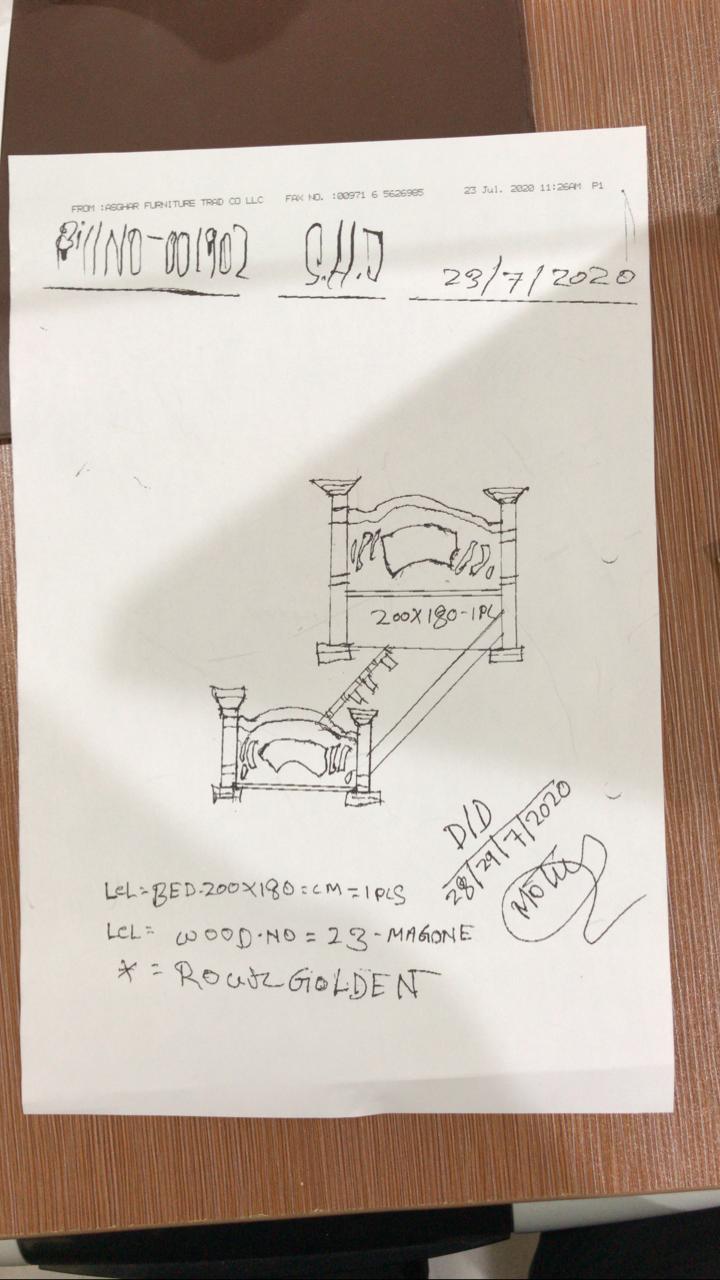 FROM :ASGHAR FURNITURE TRAD CO LLC FAX NO. :00971 6 5626985 23 Jul. 2020 11:26AM P1
Bill NO-001902 S.H.J 23/7/2020
200X180-1PC
D/D
28/29/7/2020
LCL=BED.200X180=CM=1PCS
LCL= WOOD.NO=23-MAGONE
*= GOLDEN